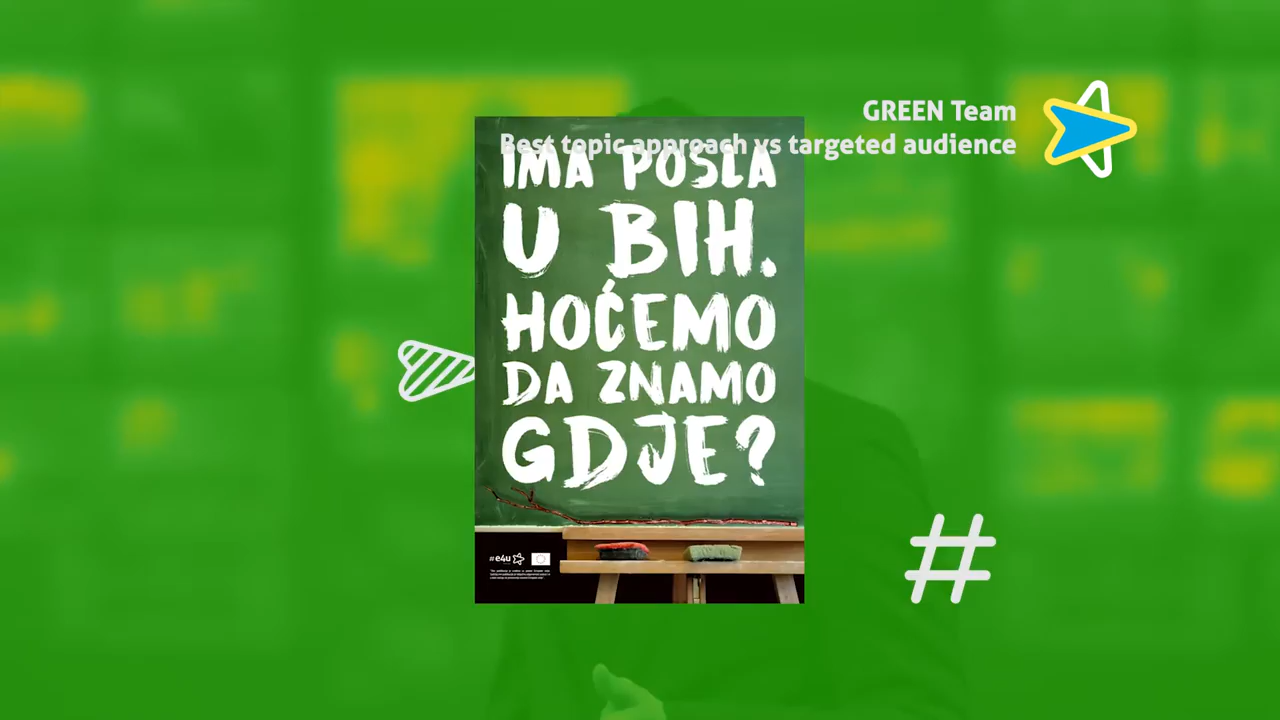 GREEN Team
Best topic approach vs targeted audience
IMA POSLA
U BIH.
HOĆEMO
DA ZNAMO
GDJE?
#
#e4u